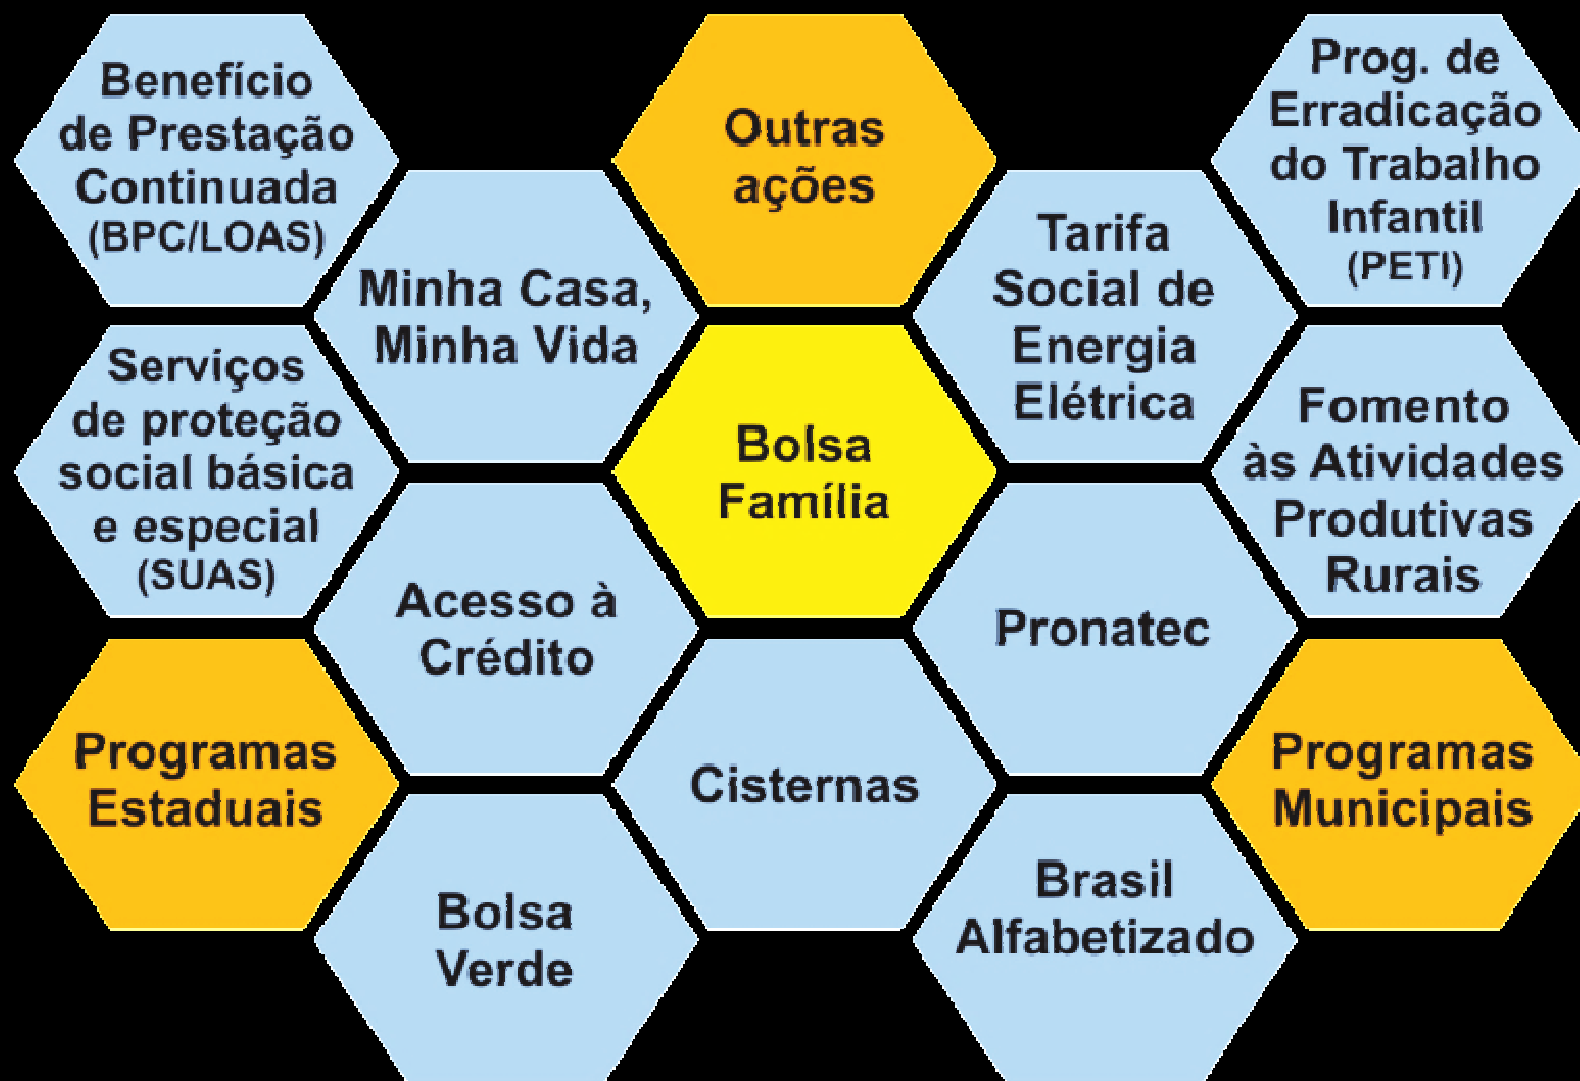 Benefício
de Prestação
Continuada
(BPC/LOAS)
Outras
ações
Prog. de
Erradicação
do Trabalho
Infantil
(PETI)
Minha Casa,
Minha Vida
Tarifa
Social de
Energia
Elétrica
Serviços
de proteção
social básica
e especial
(SUAS)
Bolsa
Família
Fomento
às Atividades
Produtivas
Rurais
Acesso à
Crédito
Pronatec
Programas
Estaduais
Cisternas
Programas
Municipais
Bolsa
Verde
Brasil
Alfabetizado